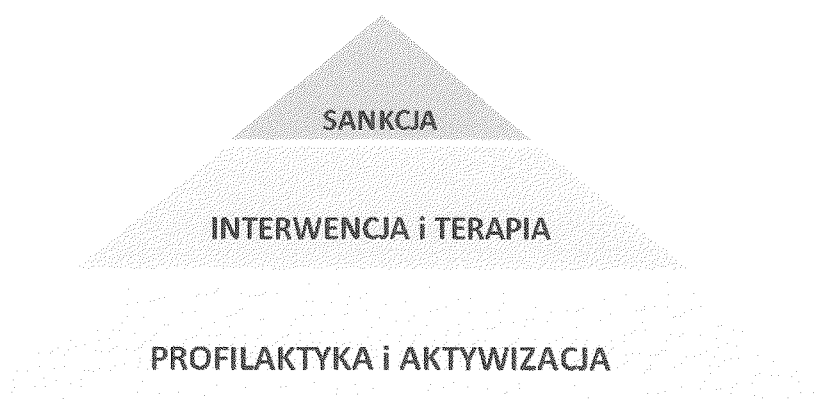 SANKCJA
INTERWENCJA i TERAPIA
PROFILAKTYKA i AKTYWIZACJA